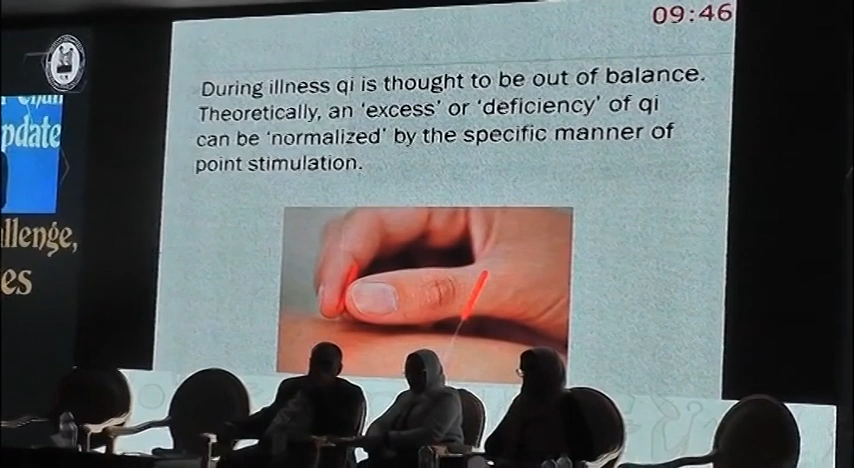 09:46
During illness qi is thought to be out of balance.
Theoretically, an ‘excess’ or ‘deficiency’ of qi
can be ‘normalized’ by the specific manner of
point stimulation.
pdate
llenge,
es